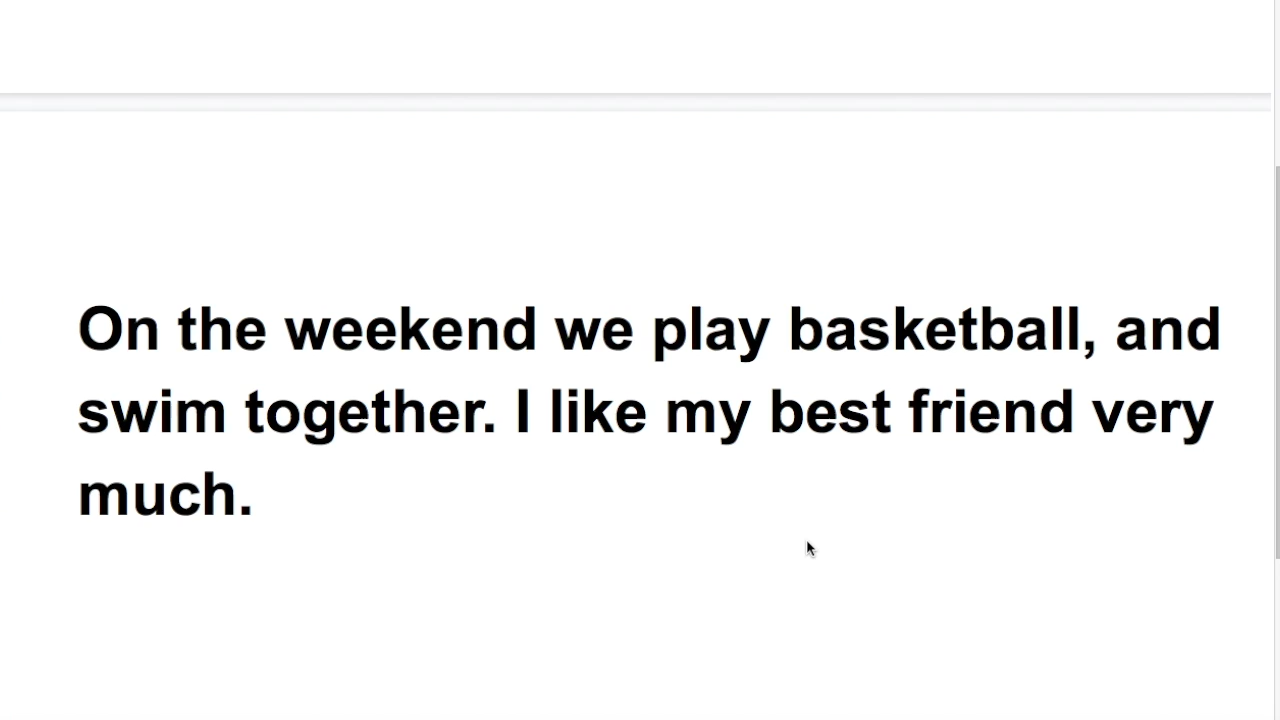 On the weekend we play basketball, and
swim together. I like my best friend very
much.